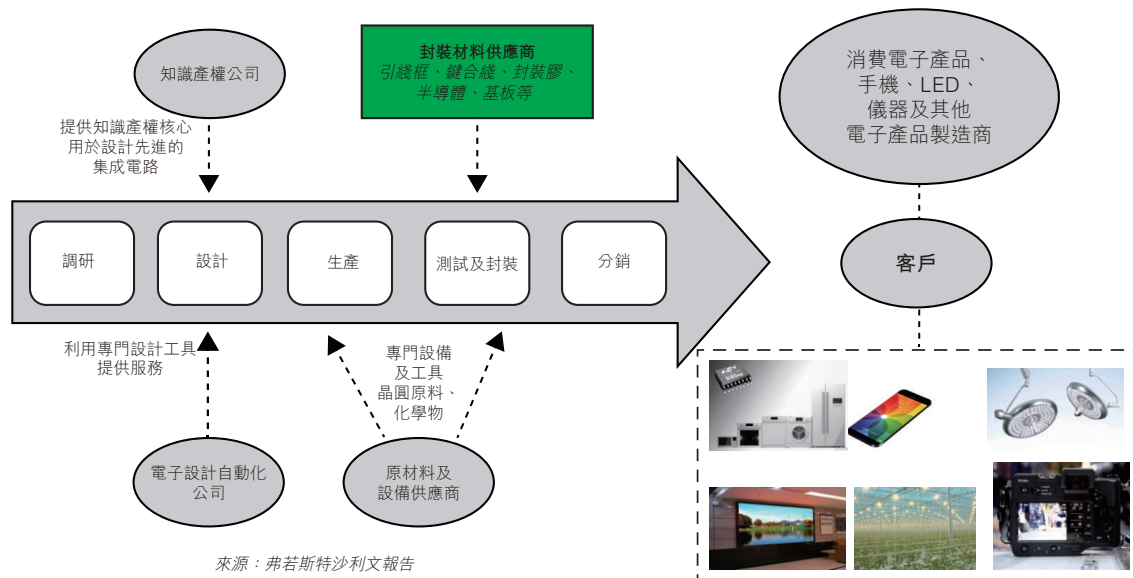 知識產權公司
封裝材料供應商
引綫框、鍵合綫、封裝膠、
半導體、基板等
消費電子產品、
手機、LED、
儀器及其他
電子產品製造商
提供知識產權核心
用於設計先進的
集成電路
調研
設計
生產
測試及封裝
分銷
客戶
利用專門設計工具
提供服務
專門設備
及工具
晶圓原料、
化學物
電子設計自動化
公司
原材料及
設備供應商
來源：弗若斯特沙利文報告